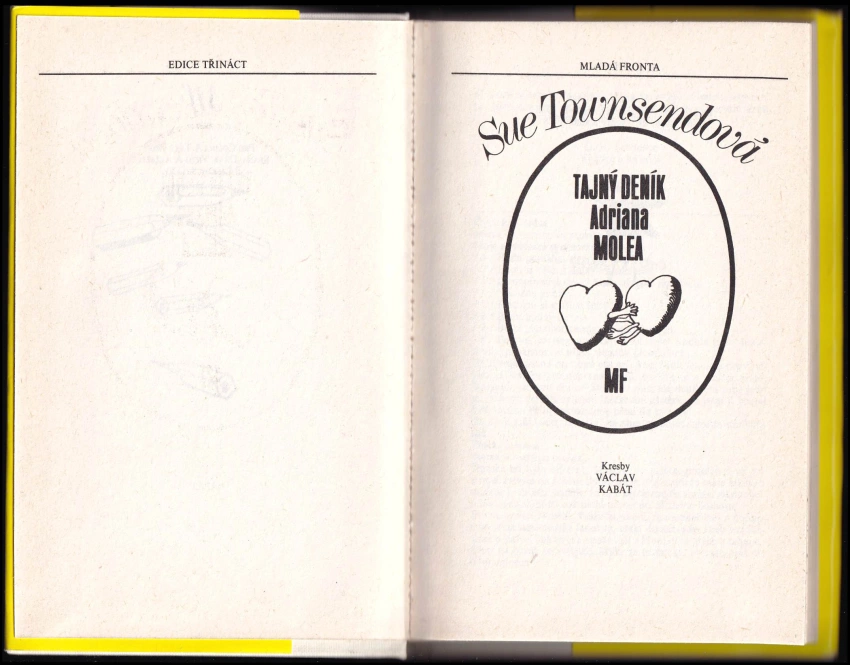 EDICE TŘINÁCT
MLADÁ FRONTA
Sue Townsendová
TAJNÝ DENÍK
Adriana
MOLEA
MF
Kresby
VÁCLAV
KABÁT